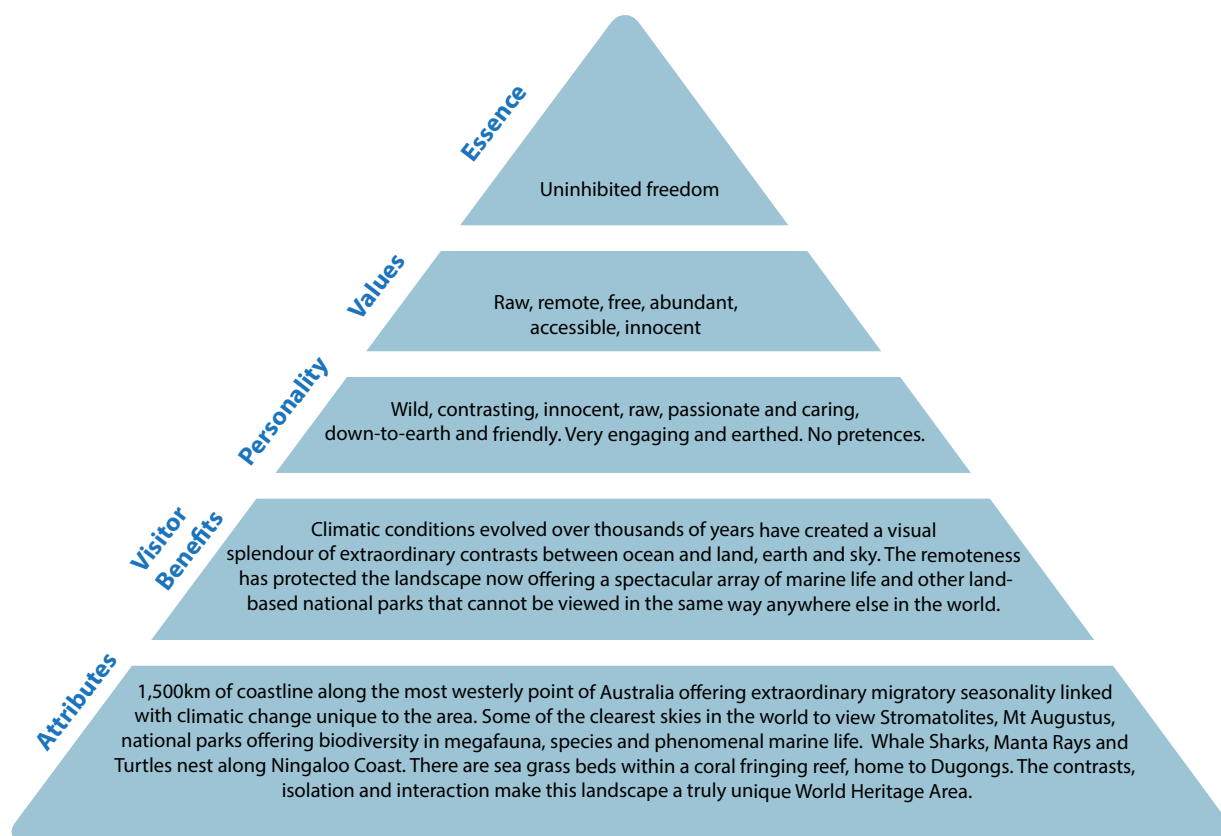 Essence
Uninhibited freedom
Values
Raw, remote, free, abundant,
accessible, innocent
Personality
Wild, contrasting, innocent, raw, passionate and caring,
down-to-earth and friendly. Very engaging and earthed. No pretences.
Visitor
Benefits
Climatic conditions evolved over thousands of years have created a visual
splendour of extraordinary contrasts between ocean and land, earth and sky. The remoteness
has protected the landscape now offering a spectacular array of marine life and other land-
based national parks that cannot be viewed in the same way anywhere else in the world.
Attributes
1,500km of coastline along the most westerly point of Australia offering extraordinary migratory seasonality linked
with climatic change unique to the area. Some of the clearest skies in the world to view Stromatolites, Mt Augustus,
national parks offering biodiversity in megafauna, species and phenomenal marine life. Whale Sharks, Manta Rays and
Turtles nest along Ningaloo Coast. There are sea grass beds within a coral fringing reef, home to Dugongs. The contrasts,
isolation and interaction make this landscape a truly unique World Heritage Area.